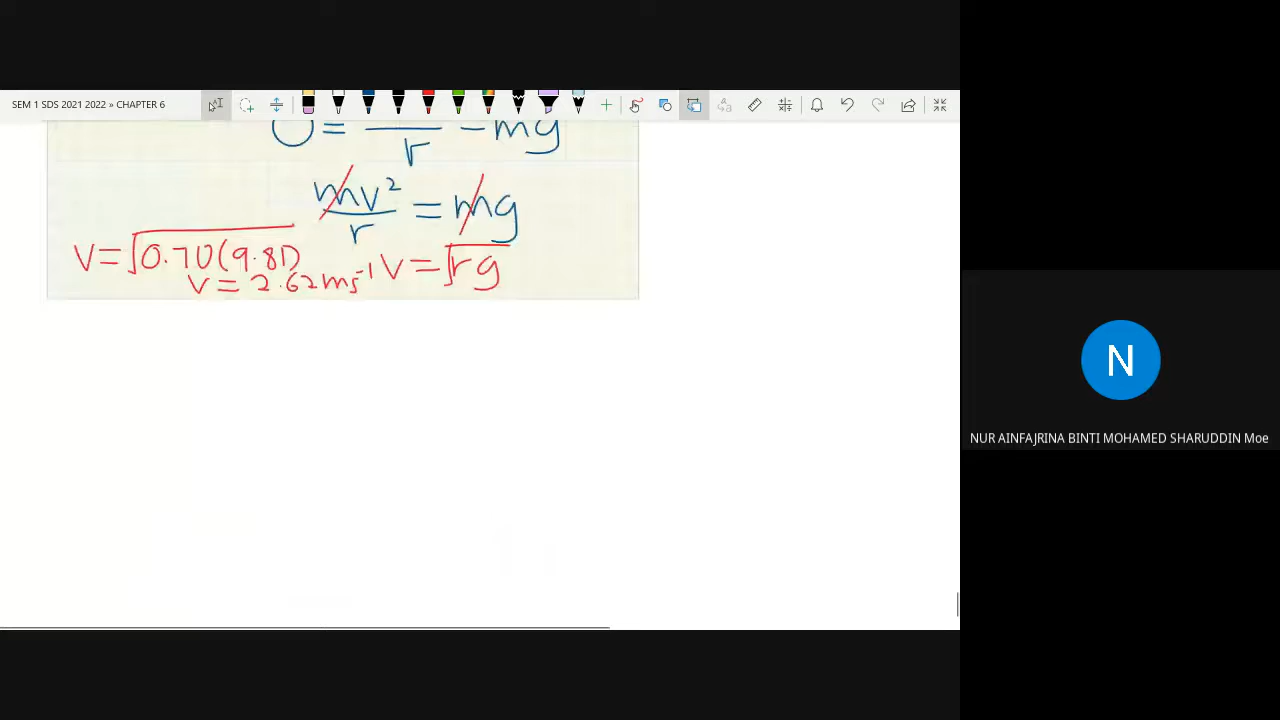 SEM 1 SDS 2021 2022 » CHAPTER 6
0 = / r - mg
mv² / r = mg
v = √0.70(9.81)
v = √rg
v = 2.62 ms⁻¹
N
NUR AINFAJRINA BINTI MOHAMED SHARUDDIN Moe